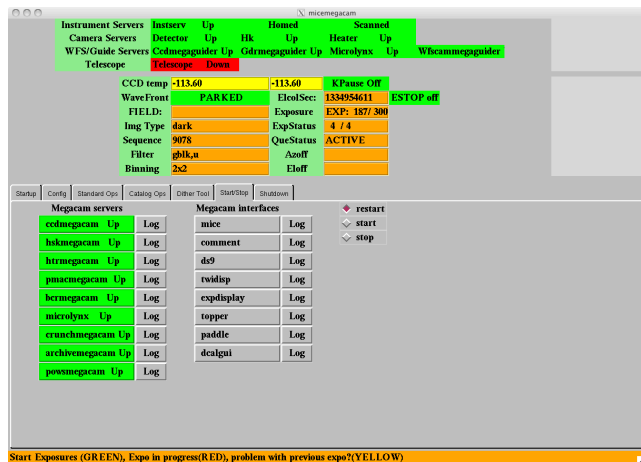 micemegacam
Instrument Servers Instserv Up Homed Scanned
Camera Servers Detector Up Hk Up Heater Up
WFS/Guide Servers Ccdmegaguider Up Gdrmegaguider Up Microlynx Up Wfscammegaguider
Telescope Telescope Down
CCD temp -113.60 -113.60 KPause Off
WaveFront PARKED ElcolSec: 1334954611 ESTOP off
FIELD: Exposure EXP: 187/ 300
Img Type dark ExpStatus 4 / 4
Sequence 9078 QueStatus ACTIVE
Filter gblk,u Azoff
Binning 2x2 Eloff
Startup Config Standard Ops Catalog Ops Dither Tool Start/Stop Shutdown
Megacam servers Megacam interfaces restart
ccdmegacam Up Log mice Log start
hskmegacam Up Log comment Log stop
htrmegacam Up Log ds9 Log
pmacmegacam Up Log twidisp Log
bcrmegacam Up Log expdisplay Log
microlynx Up Log topper Log
crunchmegacam Up Log paddle Log
archivemegacam Up Log dcalgui Log
powsmegacam Up Log
Start Exposures (GREEN), Expo in progress(RED), problem with previous expo?(YELLOW)